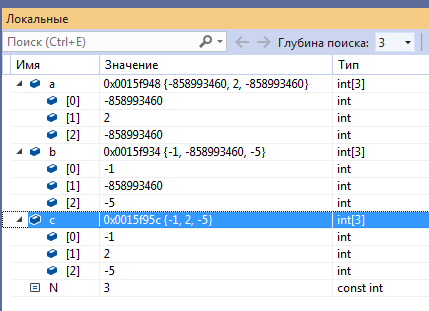 Локальные
Поиск (Ctrl+E) Глубина поиска: 3
Имя Значение Тип
a 0x0015f948 {-858993460, 2, -858993460} int[3]
[0] -858993460 int
[1] 2 int
[2] -858993460 int
b 0x0015f934 {-1, -858993460, -5} int[3]
[0] -1 int
[1] -858993460 int
[2] -5 int
c 0x0015f95c {-1, 2, -5} int[3]
[0] -1 int
[1] 2 int
[2] -5 int
N 3 const int